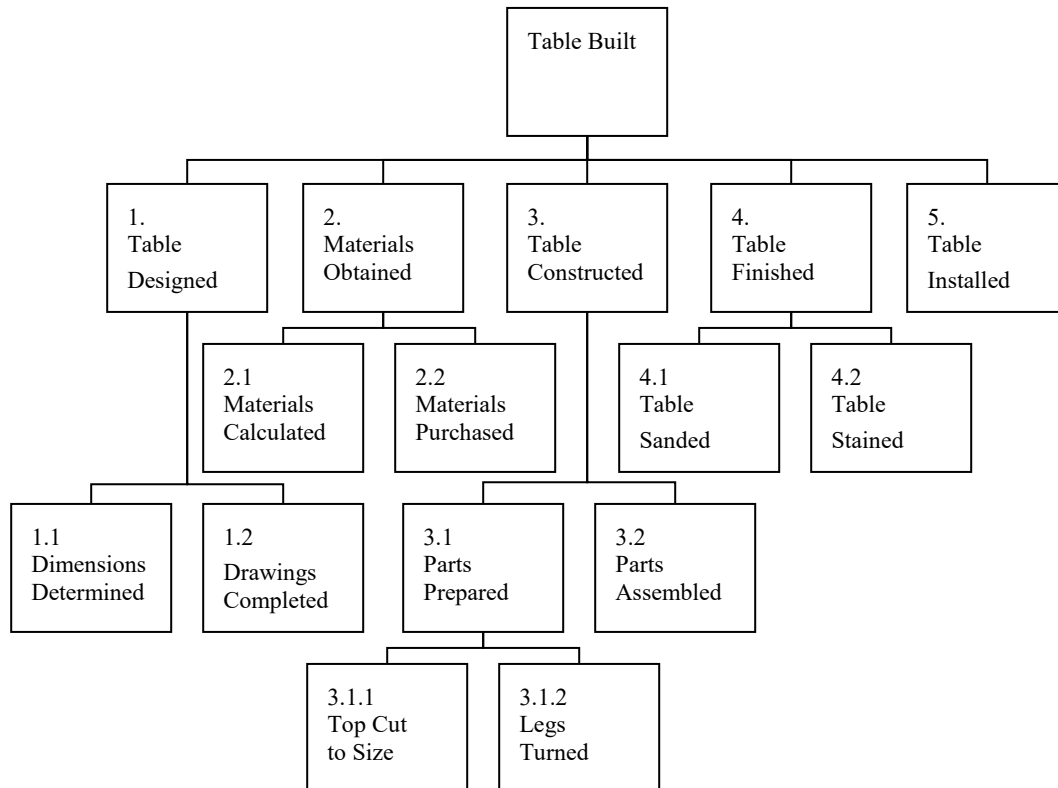 Table Built
1.
Table
Designed
2.
Materials
Obtained
3.
Table
Constructed
4.
Table
Finished
5.
Table
Installed
2.1
Materials
Calculated
2.2
Materials
Purchased
4.1
Table
Sanded
4.2
Table
Stained
1.1
Dimensions
Determined
1.2
Drawings
Completed
3.1
Parts
Prepared
3.2
Parts
Assembled
3.1.1
Top Cut
to Size
3.1.2
Legs
Turned